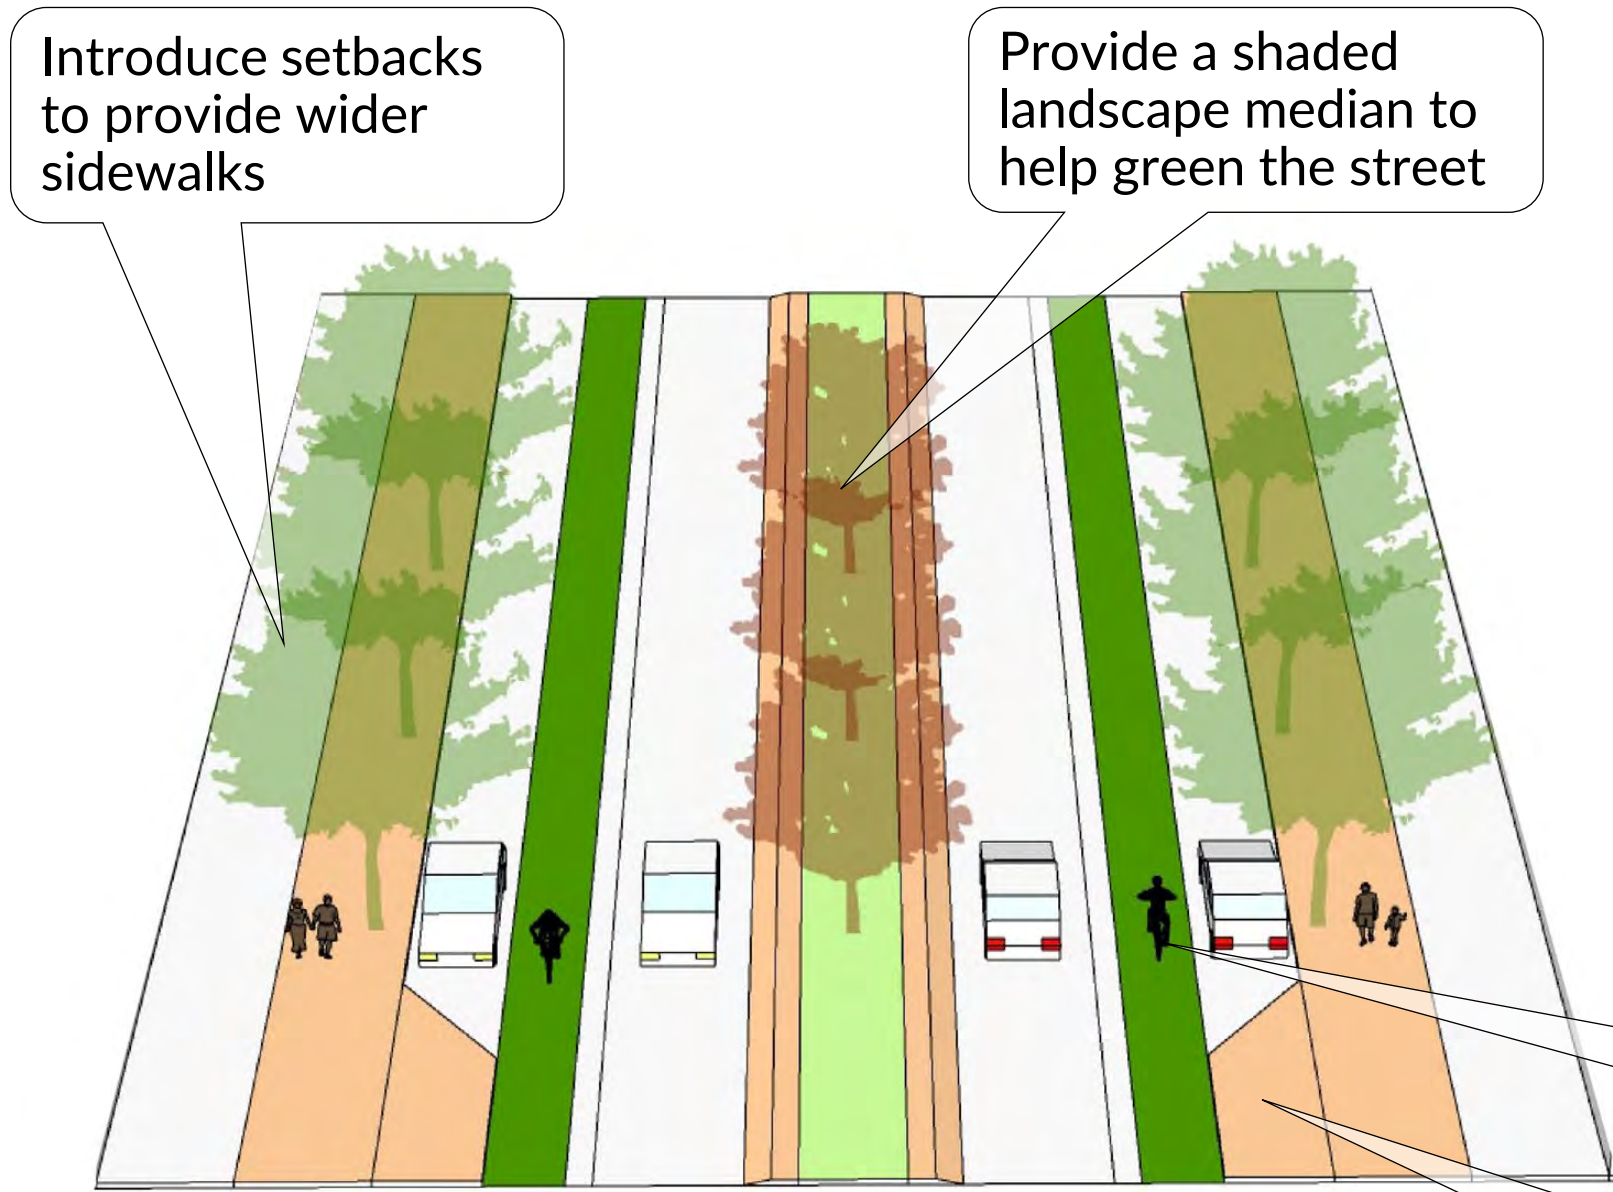 Introduce setbacks
to provide wider
sidewalks
Provide a shaded
landscape median to
help green the street